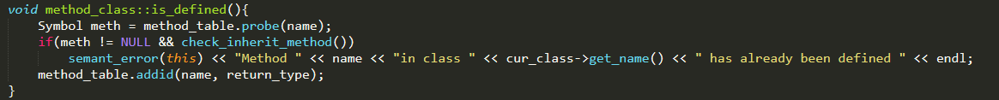 void method_class::is_defined(){
    Symbol meth = method_table.probe(name);
    if(meth != NULL && check_inherit_method())
        semant_error(this) << "Method " << name << "in class " << cur_class->get_name() << " has already been defined " << endl;
    method_table.addid(name, return_type);
}